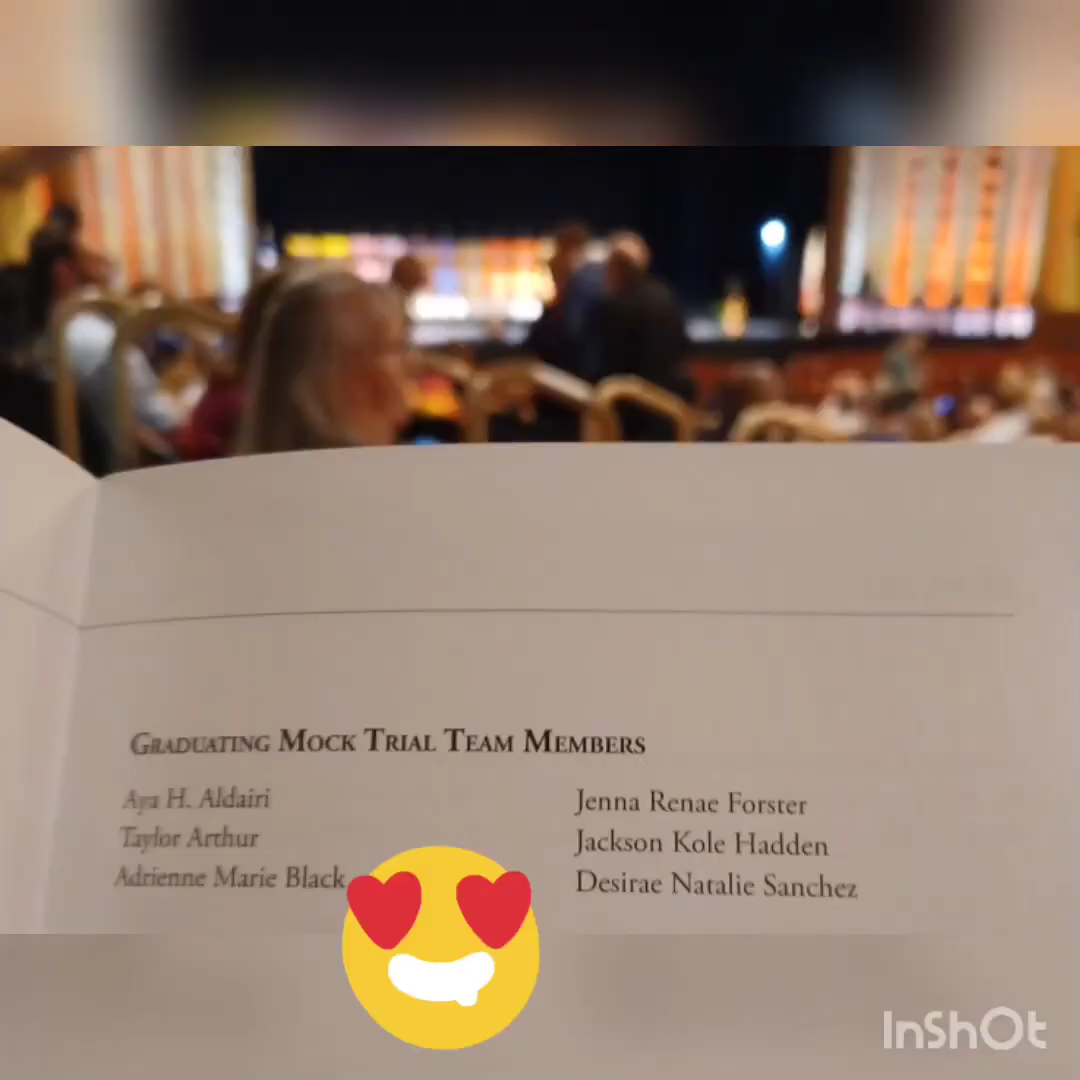 GRADUATING MOCK TRIAL TEAM MEMBERS
Aya H. Aldairi
Taylor Arthur
Adrienne Marie Black
Jenna Renae Forster
Jackson Kole Hadden
Desirae Natalie Sanchez
InShOt